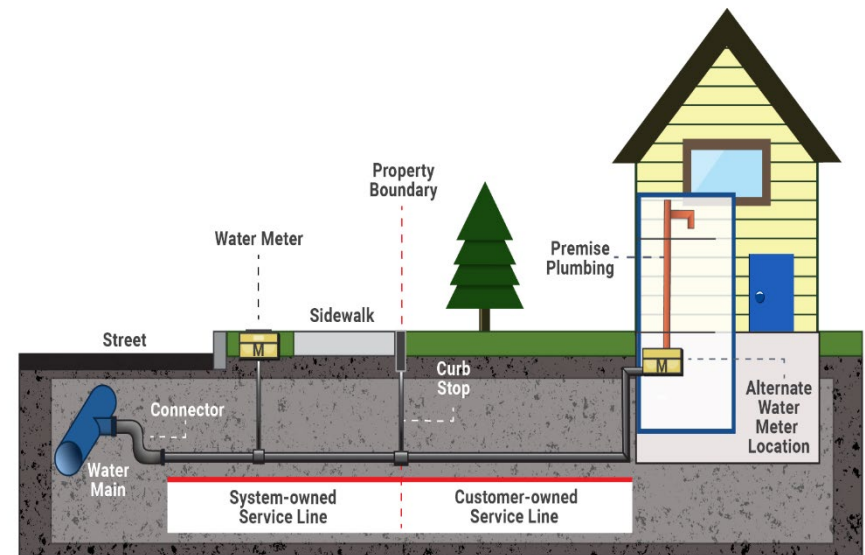 Property
Boundary
Water Meter
Premise
Plumbing
Sidewalk
Street
M
Curb
Stop
M
Connector
Alternate
Water
Meter
Location
Water
Main
System-owned
Service Line
Customer-owned
Service Line